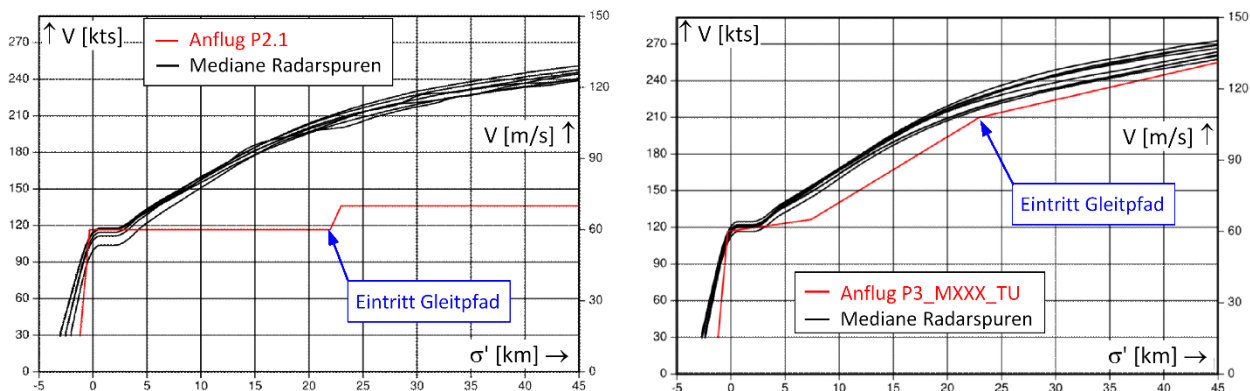 ↑ V [kts]
Anflug P2.1
Mediane Radarspuren
V [m/s] ↑
Eintritt Gleitpfad
σ' [km] →
270
240
210
180
150
120
90
60
30
0
150
120
90
60
30
0
-5 0 5 10 15 20 25 30 35 40 45
↑ V [kts]
V [m/s] ↑
Eintritt Gleitpfad
Anflug P3_MXXX_TU
Mediane Radarspuren
σ' [km] →
270
240
210
180
150
120
90
60
30
0
150
120
90
60
30
0
-5 0 5 10 15 20 25 30 35 40 45